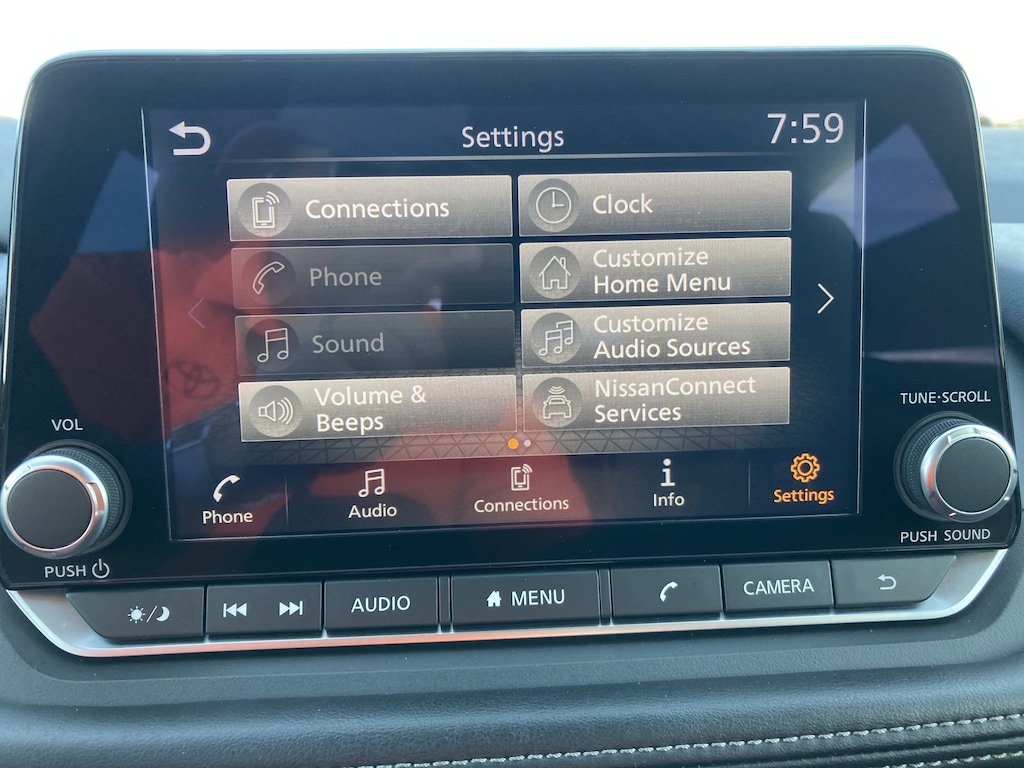 Settings
7:59
Connections
Clock
Phone
Customize
Home Menu
Sound
Customize
Audio Sources
Volume &
Beeps
NissanConnect
Services
Phone
Audio
Connections
Info
Settings
VOL
PUSH
TUNE·SCROLL
PUSH SOUND
AUDIO
MENU
CAMERA